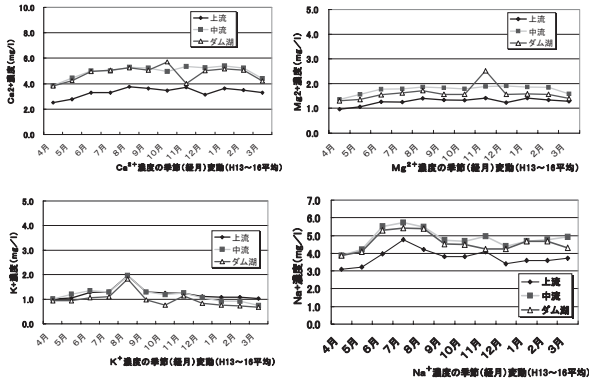 Ca2+濃度(mg/l)
10.0
8.0
6.0
4.0
2.0
0.0
上流
中流
ダム湖
4月 5月 6月 7月 8月 9月 10月 11月 12月 1月 2月 3月
Ca²⁺濃度の季節(経月)変動(H13～16平均)
Mg2+濃度(mg/l)
5.0
4.0
3.0
2.0
1.0
0.0
上流
中流
ダム湖
4月 5月 6月 7月 8月 9月 10月 11月 12月 1月 2月 3月
Mg²⁺濃度の季節(経月)変動(H13～16平均)
K+濃度(mg/l)
5.0
4.0
3.0
2.0
1.0
0.0
上流
中流
ダム湖
4月 5月 6月 7月 8月 9月 10月 11月 12月 1月 2月 3月
K⁺濃度の季節(経月)変動(H13～16平均)
Na+濃度(mg/l)
7.0
6.0
5.0
4.0
3.0
2.0
1.0
0.0
上流
中流
ダム湖
4月 5月 6月 7月 8月 9月 10月 11月 12月 1月 2月 3月
Na⁺濃度の季節(経月)変動(H13～16平均)